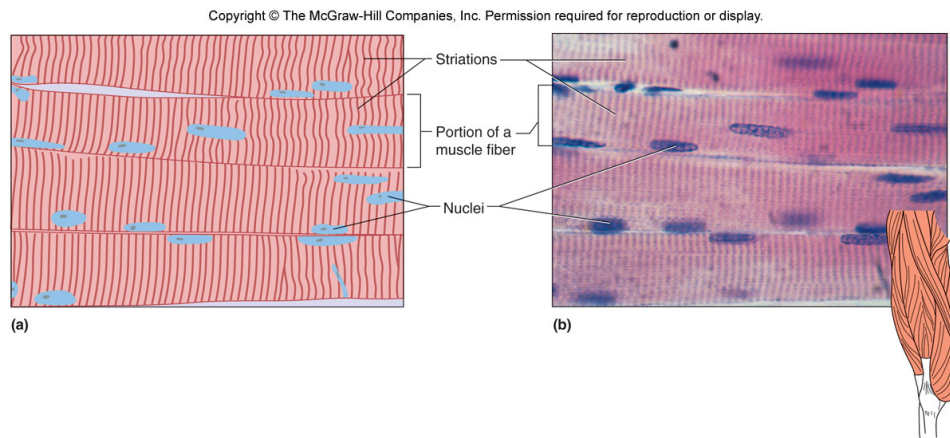 Copyright © The McGraw-Hill Companies, Inc. Permission required for reproduction or display.
Striations
Portion of a
muscle fiber
Nuclei
(a)
(b)